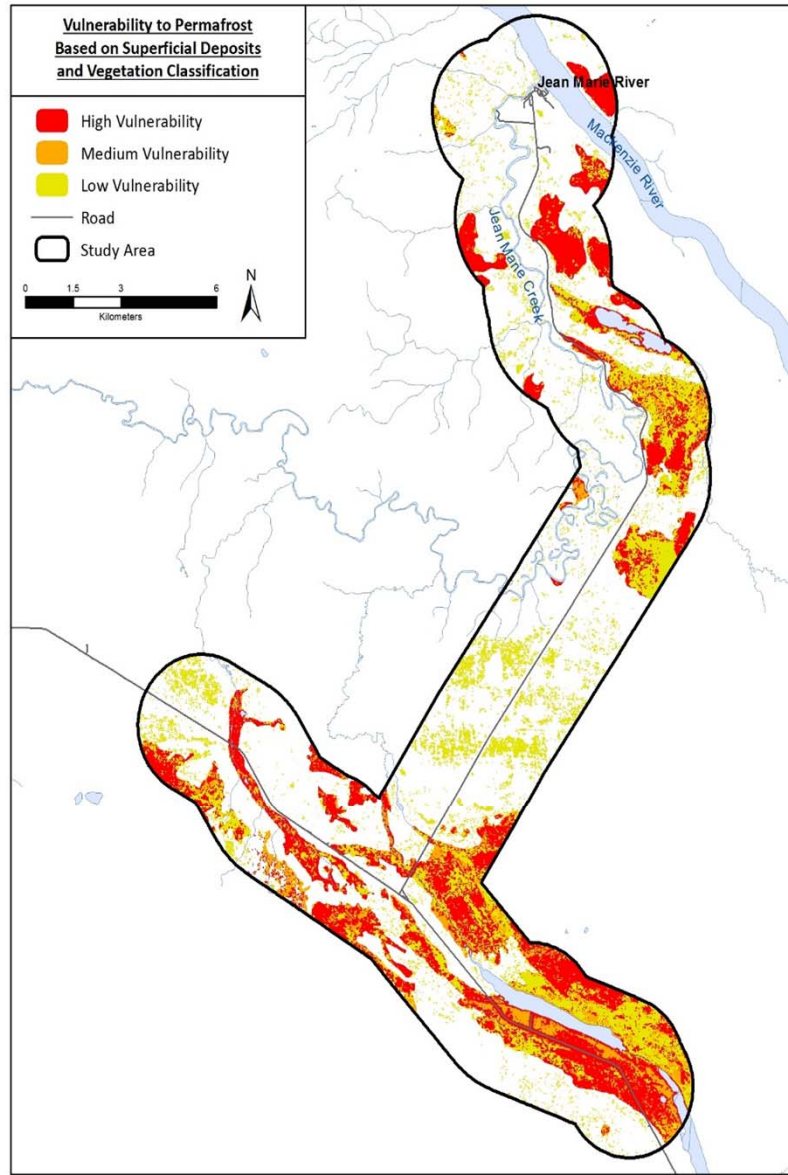 Vulnerability to Permafrost
Based on Superficial Deposits
and Vegetation Classification
High Vulnerability
Medium Vulnerability
Low Vulnerability
Road
Study Area
0 1.5 3 6
Kilometers
N
Jean Marie River
Mackenzie River
Jean Marie Creek
1